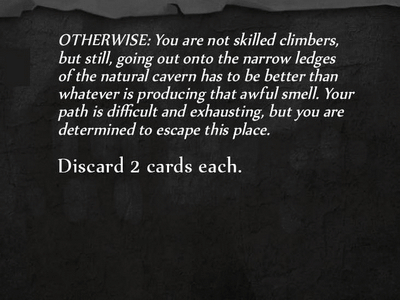 OTHERWISE: You are not skilled climbers,
but still, going out onto the narrow ledges
of the natural cavern has to be better than
whatever is producing that awful smell. Your
path is difficult and exhausting, but you are
determined to escape this place.
Discard 2 cards each.